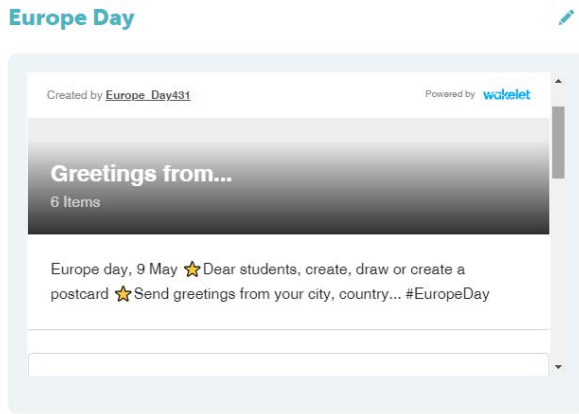 Europe Day
Created by Europe_Day431
Powered by wakelet
Greetings from...
6 Items
Europe day, 9 May ⭐Dear students, create, draw or create a
postcard ⭐Send greetings from your city, country... #EuropeDay